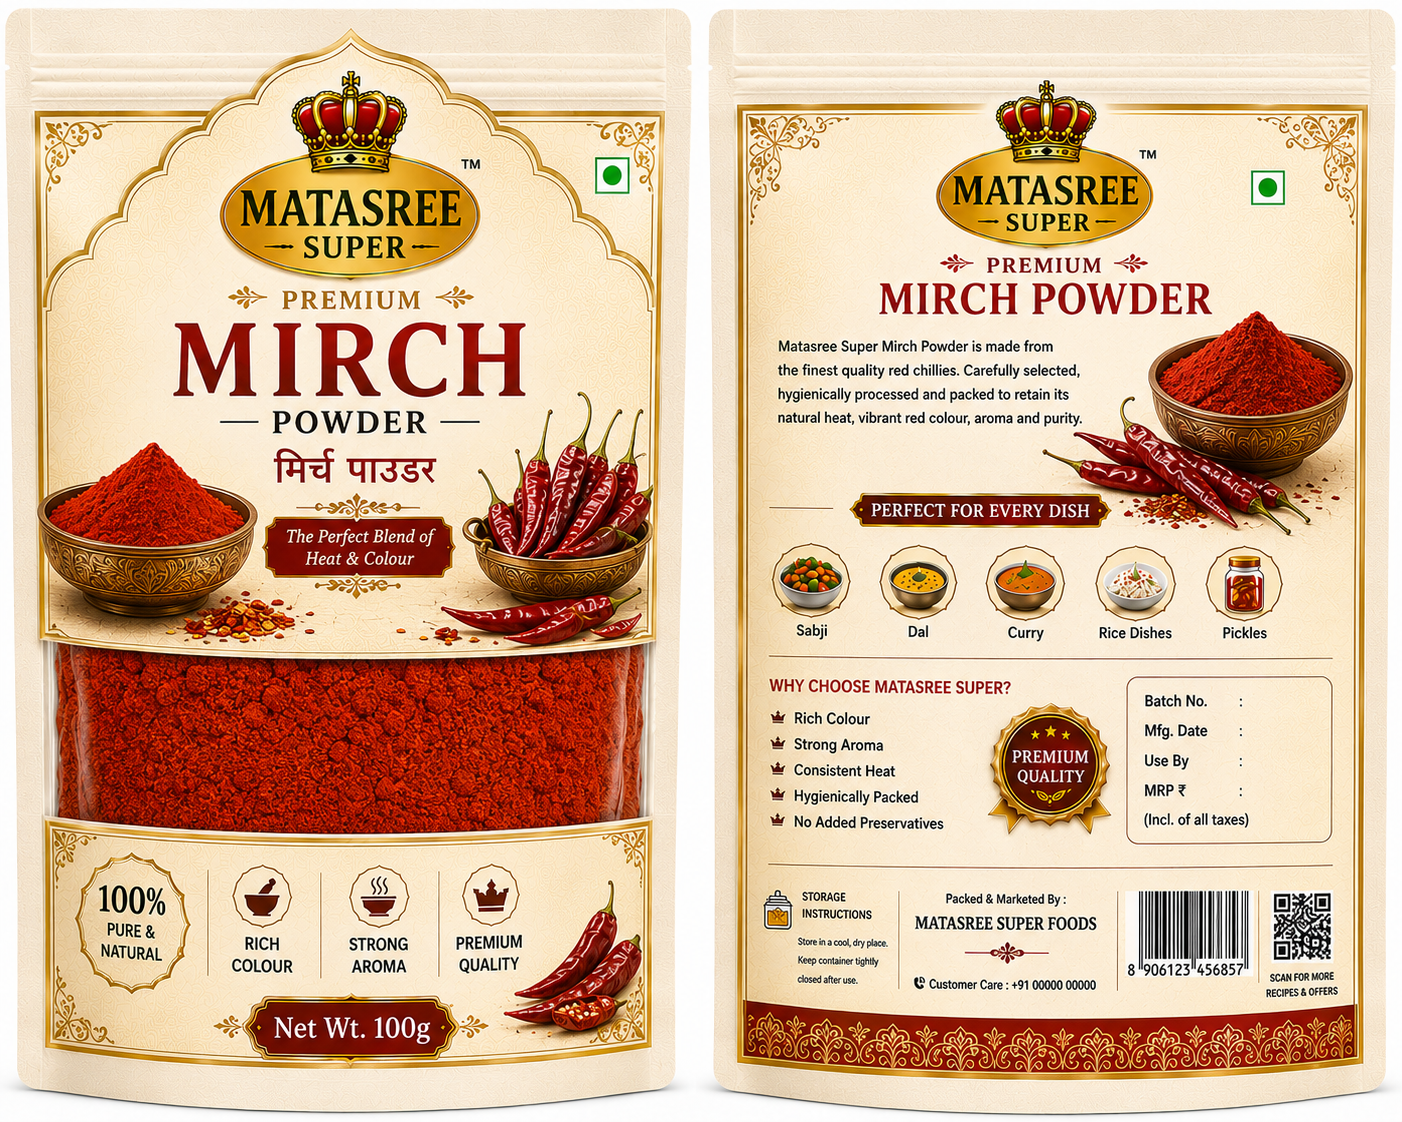 MATASREE
SUPER
TM
PREMIUM
MIRCH
POWDER
मिर्च पाउडर
The Perfect Blend of
Heat & Colour
100%
PURE &
NATURAL
RICH
COLOUR
STRONG
AROMA
PREMIUM
QUALITY
Net Wt. 100g
MATASREE
SUPER
TM
PREMIUM
MIRCH POWDER
Matasree Super Mirch Powder is made from
the finest quality red chillies. Carefully selected,
hygienically processed and packed to retain its
natural heat, vibrant red colour, aroma and purity.
PERFECT FOR EVERY DISH
Sabji
Dal
Curry
Rice Dishes
Pickles
WHY CHOOSE MATASREE SUPER?
Rich Colour
Strong Aroma
Consistent Heat
Hygienically Packed
No Added Preservatives
PREMIUM
QUALITY
Batch No. :
Mfg. Date :
Use By :
MRP ₹ :
(Incl. of all taxes)
STORAGE
INSTRUCTIONS
Store in a cool, dry place.
Keep container tightly
closed after use.
Packed & Marketed By :
MATASREE SUPER FOODS
Customer Care : +91 00000 00000
8 906123 456857
SCAN FOR MORE
RECIPES & OFFERS